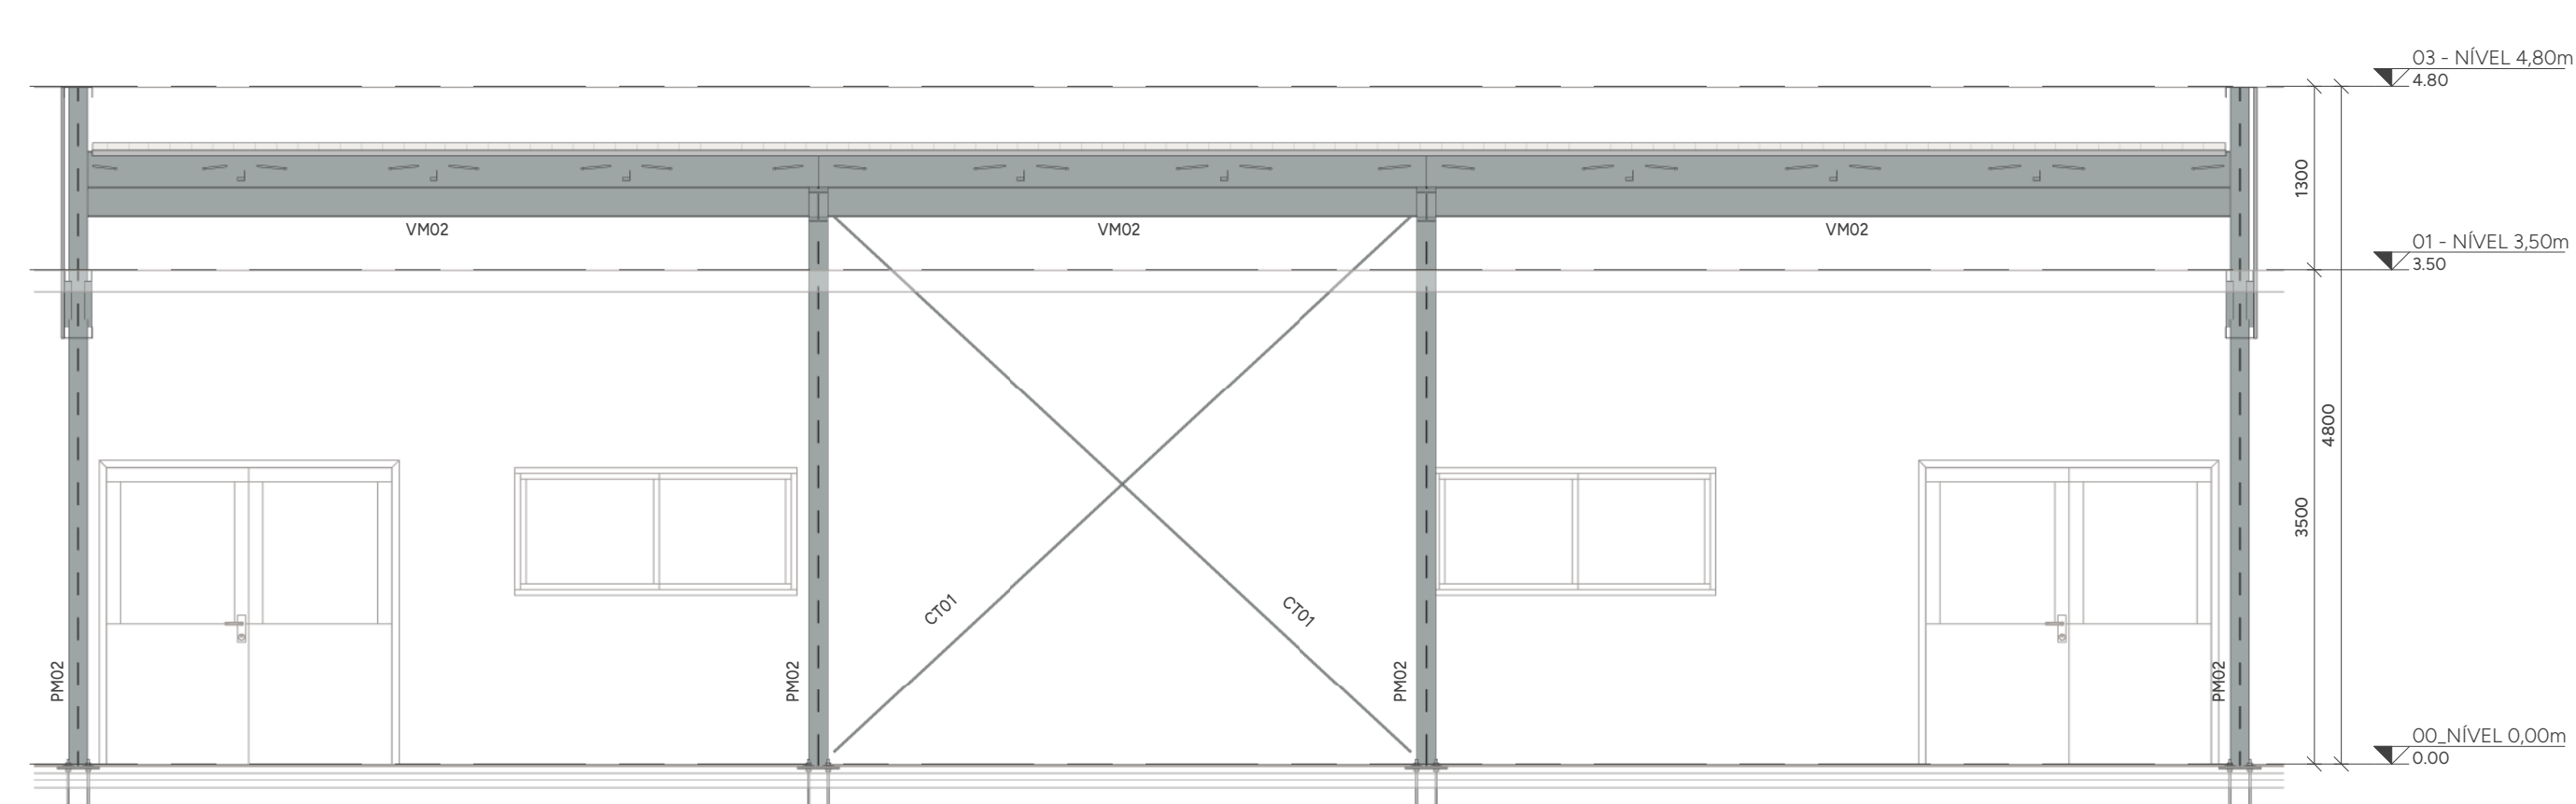 03 - NÍVEL 4,80m
4.80
1300
VM02
VM02
VM02
01 - NÍVEL 3,50m
3.50
4800
3500
CT01
CT01
PM02
PM02
PM02
PM02
00_NÍVEL 0,00m
0.00